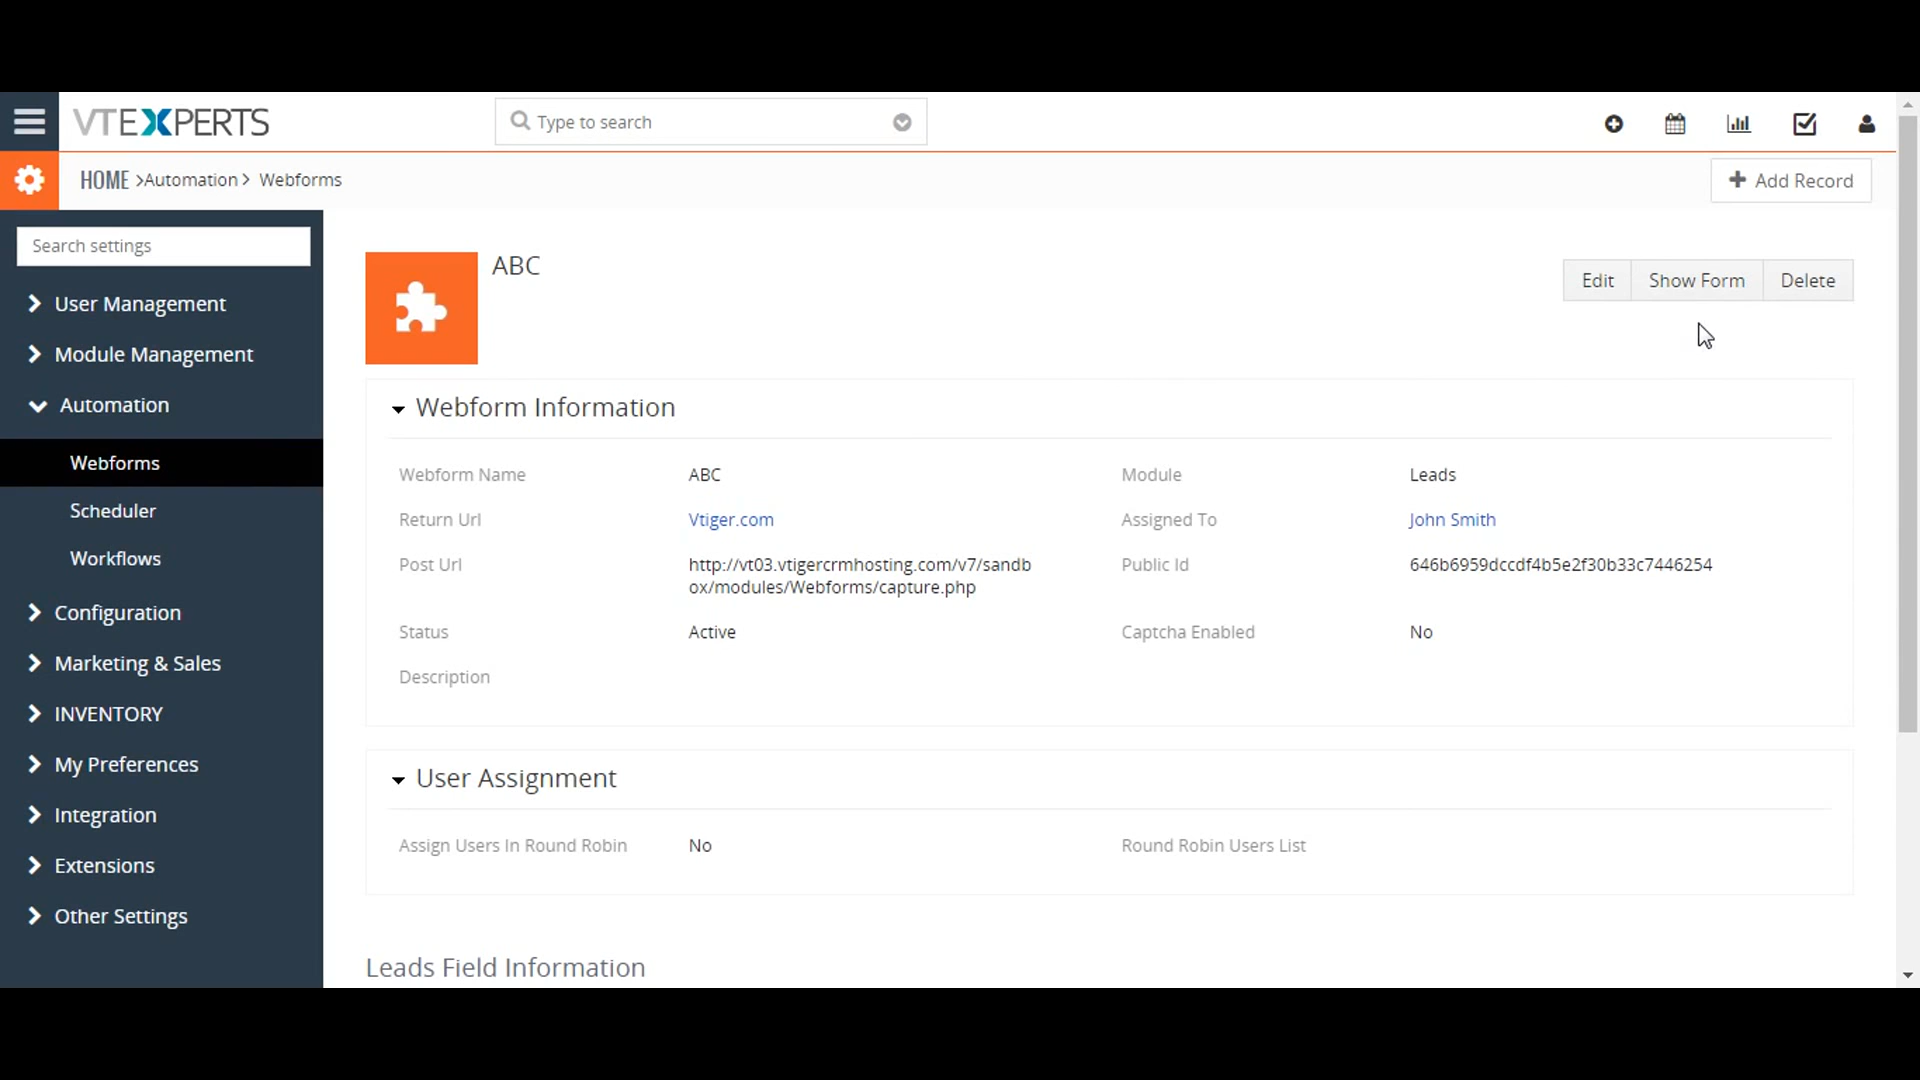 VTEXPERTS
Type to search
HOME >Automation > Webforms
Add Record
Search settings
User Management
Module Management
Automation
Webforms
Scheduler
Workflows
Configuration
Marketing & Sales
INVENTORY
My Preferences
Integration
Extensions
Other Settings
ABC
Edit
Show Form
Delete
Webform Information
Webform Name ABC Module Leads
Return Url Vtiger.com Assigned To John Smith
Post Url http://vt03.vtigercrmhosting.com/v7/sandb Public Id 646b6959dccdf4b5e2f30b33c7446254
ox/modules/Webforms/capture.php
Status Active Captcha Enabled No
Description
User Assignment
Assign Users In Round Robin No Round Robin Users List
Leads Field Information